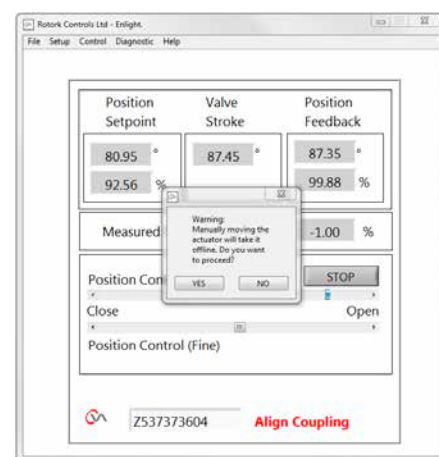 Rotork Controls Ltd - Enlight.
File Setup Control Diagnostic Help
Position Setpoint
Valve Stroke
Position Feedback
80.95 °
87.45 °
87.35 °
92.56 %
99.88 %
Measured
-1.00 %
Warning:
Manually moving the
actuator will take it
offline. Do you want
to proceed?
YES NO
Position Con
STOP
Close Open
Position Control (Fine)
Z537373604 Align Coupling